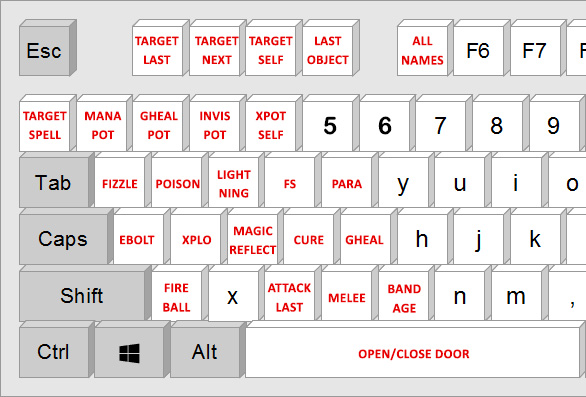 Esc TARGET LAST TARGET NEXT TARGET SELF LAST OBJECT ALL NAMES F6 F7 F
TARGET SPELL MANA POT GHEAL POT INVIS POT XPOT SELF 5 6 7 8 9
Tab FIZZLE POISON LIGHT NING FS PARA y u i o
Caps EBOLT XPLO MAGIC REFLECT CURE GHEAL h j k
Shift FIRE BALL x ATTACK LAST MELEE BAND AGE n m ,
Ctrl Alt OPEN/CLOSE DOOR